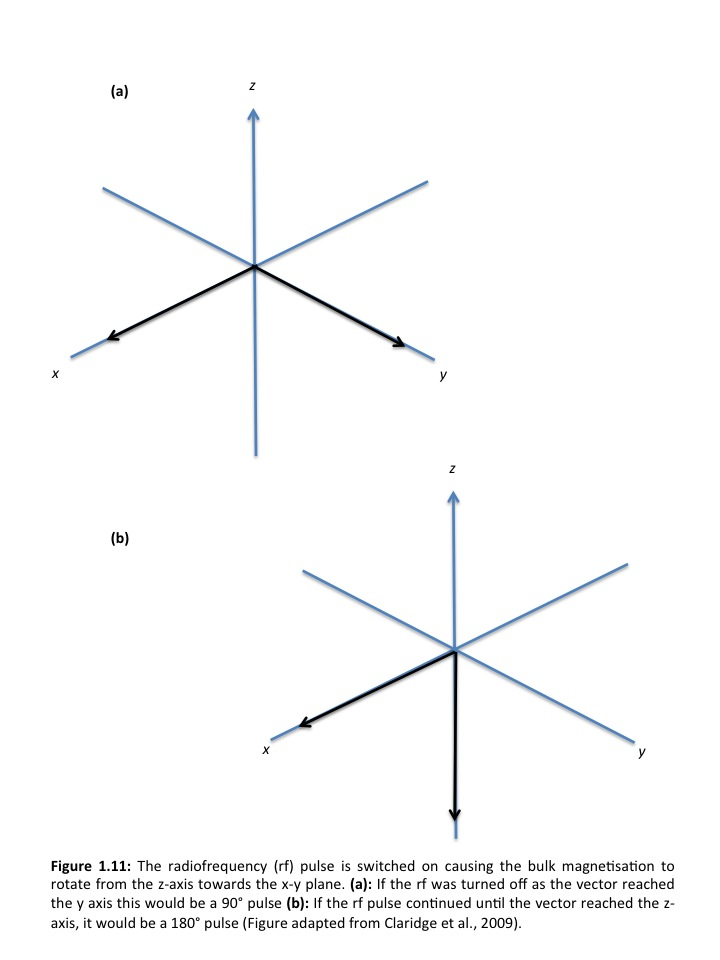 (a)
z
x
y
z
(b)
x
y
Figure 1.11: The radiofrequency (rf) pulse is switched on causing the bulk magnetisation to
rotate from the z-axis towards the x-y plane. (a): If the rf was turned off as the vector reached
the y axis this would be a 90° pulse (b): If the rf pulse continued until the vector reached the z-
axis, it would be a 180° pulse (Figure adapted from Claridge et al., 2009).